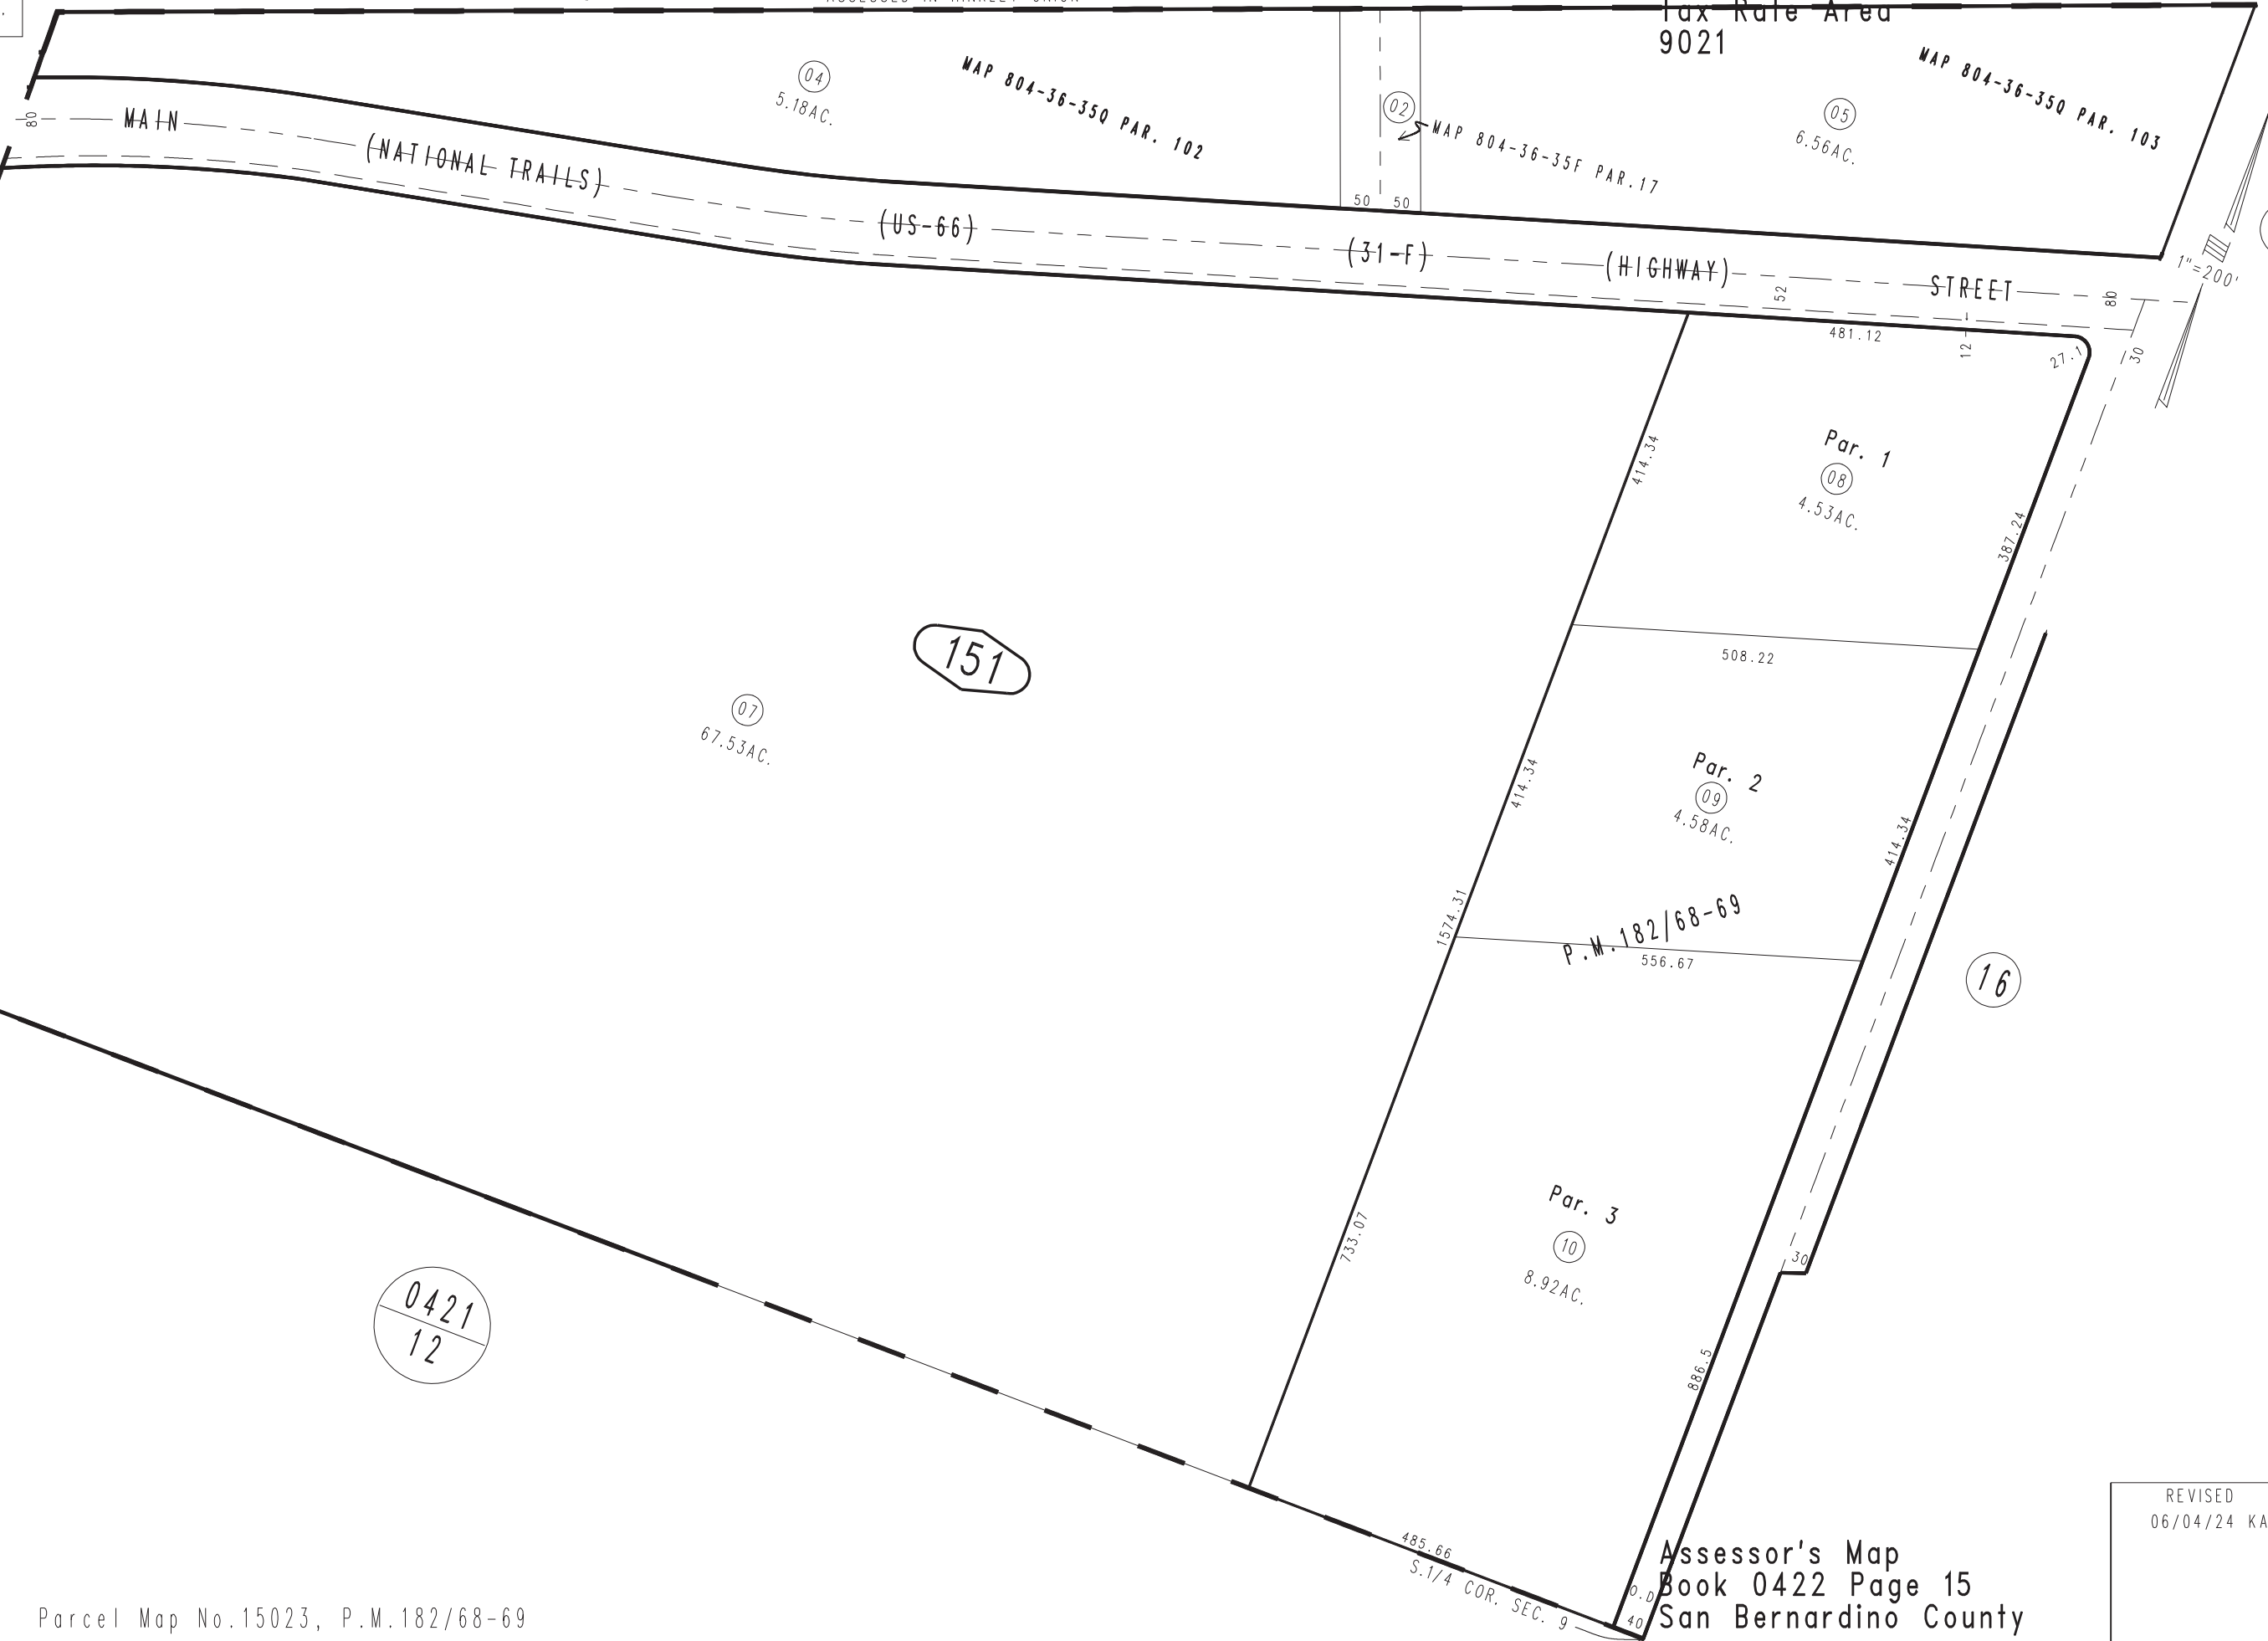 Tax Rate Area
9021
04
5.18AC.
MAP 804-36-35Q PAR. 102
02
MAP 804-36-35F PAR.17
05
6.56AC.
MAP 804-36-35Q PAR. 103
50 50
80
MAIN
(NATIONAL TRAILS)
(US-66)
(31-F)
(HIGHWAY)
STREET
52
80
1"=200'
481.12
12
27.1
30
Par. 1
08
4.53AC.
414.34
387.24
508.22
151
07
67.53AC.
Par. 2
09
4.58AC.
414.34
414.34
1574.31
P.M.182/68-69
556.67
16
Par. 3
10
8.92AC.
733.07
886.5
30
0421
12
485.66
S.1/4 COR. SEC. 9
O.D
40
REVISED
06/04/24 KA
Assessor's Map
Book 0422 Page 15
San Bernardino County
Parcel Map No.15023, P.M.182/68-69